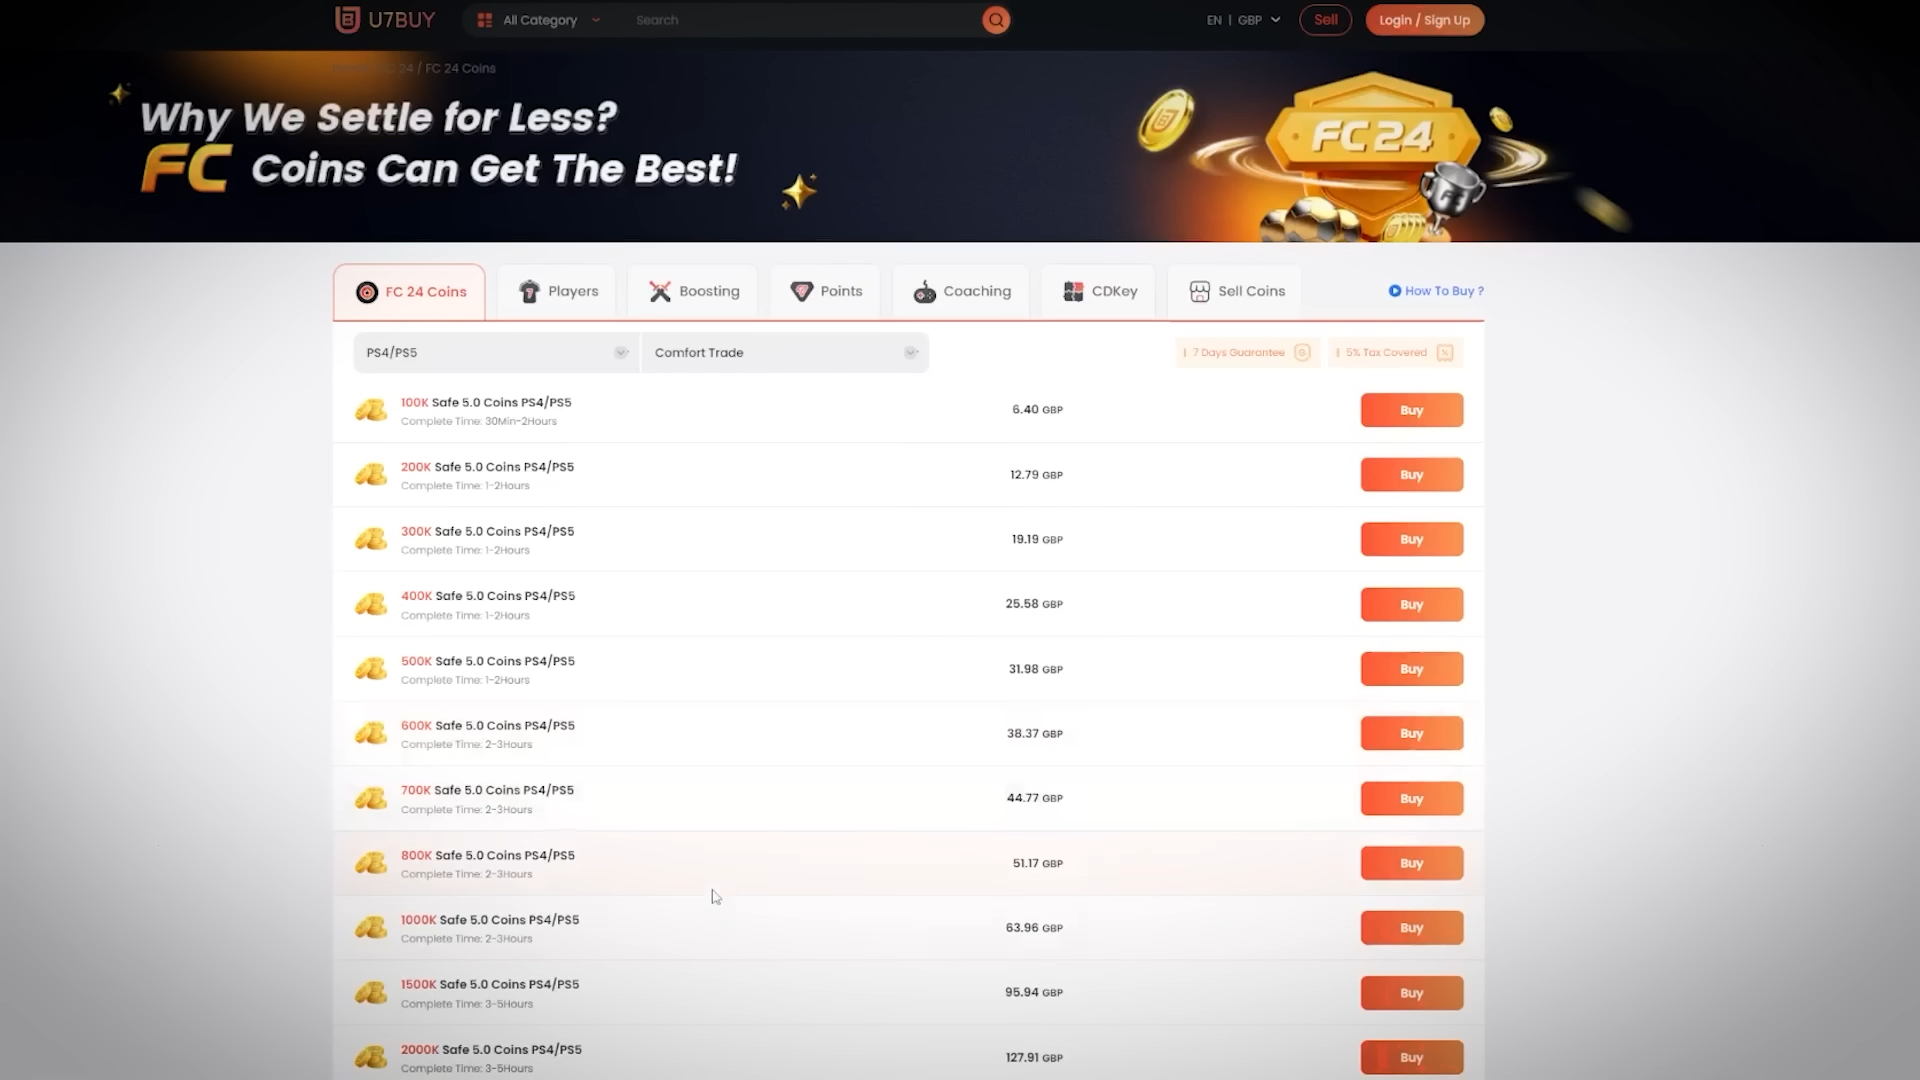 U7BUY
All Category
Search
EN | GBP
Sell
Login / Sign Up
24 / FC 24 Coins
Why We Settle for Less?
FC Coins Can Get The Best!
FC 24
FC 24 Coins
Players
Boosting
Points
Coaching
CDKey
Sell Coins
How To Buy ?
PS4/PS5
Comfort Trade
7 Days Guarantee
5% Tax Covered
100K Safe 5.0 Coins PS4/PS5
Complete Time: 30Min-2Hours
6.40 GBP
Buy
200K Safe 5.0 Coins PS4/PS5
Complete Time: 1-2Hours
12.79 GBP
Buy
300K Safe 5.0 Coins PS4/PS5
Complete Time: 1-2Hours
19.19 GBP
Buy
400K Safe 5.0 Coins PS4/PS5
Complete Time: 1-2Hours
25.58 GBP
Buy
500K Safe 5.0 Coins PS4/PS5
Complete Time: 1-2Hours
31.98 GBP
Buy
600K Safe 5.0 Coins PS4/PS5
Complete Time: 2-3Hours
38.37 GBP
Buy
700K Safe 5.0 Coins PS4/PS5
Complete Time: 2-3Hours
44.77 GBP
Buy
800K Safe 5.0 Coins PS4/PS5
Complete Time: 2-3Hours
51.17 GBP
Buy
1000K Safe 5.0 Coins PS4/PS5
Complete Time: 2-3Hours
63.96 GBP
Buy
1500K Safe 5.0 Coins PS4/PS5
Complete Time: 3-5Hours
95.94 GBP
Buy
2000K Safe 5.0 Coins PS4/PS5
Complete Time: 3-5Hours
127.91 GBP
Buy